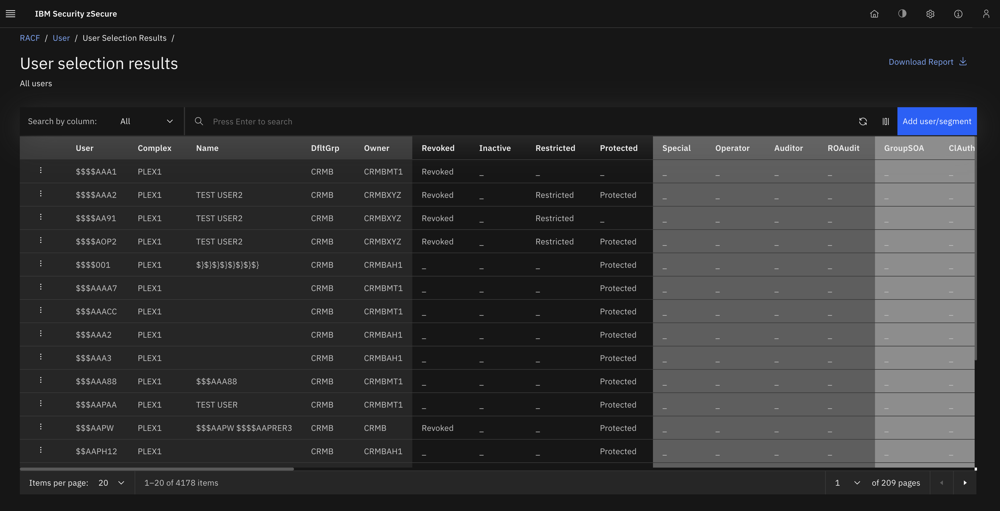 IBM Security zSecure
RACF / User / User Selection Results /
User selection results
Download Report
All users
Search by column: All Press Enter to search Add user/segment
User Complex Name DfltGrp Owner Revoked Inactive Restricted Protected Special Operator Auditor ROAudit GroupSOA ClAuth
$$$$AAA1 PLEX1 CRMB CRMBMT1 Revoked _ _ _ _ _ _ _ _ _
$$$$AAA2 PLEX1 TEST USER2 CRMB CRMBXYZ Revoked _ Restricted Protected _ _ _ _ _ _
$$$$AA91 PLEX1 TEST USER2 CRMB CRMBXYZ Revoked _ Restricted _ _ _ _ _ _ _
$$$$AOP2 PLEX1 TEST USER2 CRMB CRMBXYZ Revoked _ Restricted Protected _ _ _ _ _ _
$$$$001 PLEX1 $}$}$}$}$}$}$}$} CRMB CRMBAH1 _ _ _ Protected _ _ _ _ _ _
$$$AAAA7 PLEX1 CRMB CRMBMT1 _ _ _ Protected _ _ _ _ _ _
$$$AAACC PLEX1 CRMB CRMBMT1 _ _ _ Protected _ _ _ _ _ _
$$$AAA2 PLEX1 CRMB CRMBAH1 _ _ _ Protected _ _ _ _ _ _
$$$AAA3 PLEX1 CRMB CRMBAH1 _ _ _ Protected _ _ _ _ _ _
$$$AAA88 PLEX1 $$$AAA88 CRMB CRMBMT1 _ _ _ Protected _ _ _ _ _ _
$$$AAPAA PLEX1 TEST USER CRMB CRMBMT1 _ _ _ Protected _ _ _ _ _ _
$$$AAPW PLEX1 $$$AAPW $$$$AAPRER3 CRMB CRMB Revoked _ _ Protected _ _ _ _ _ _
$$AAPH12 PLEX1 CRMB CRMBAH1 _ _ _ Protected _ _ _ _ _ _
Items per page: 20 1–20 of 4178 items 1 of 209 pages